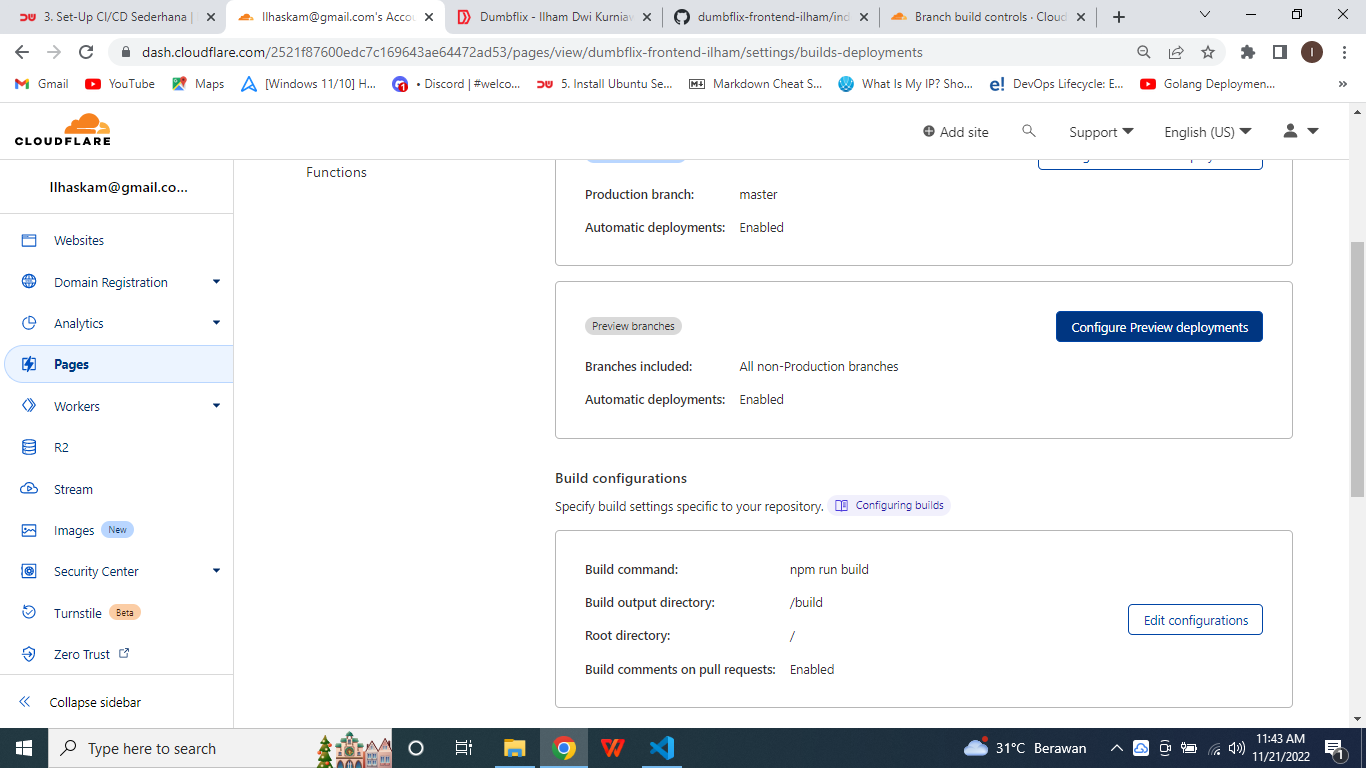 3. Set-Up CI/CD Sederhana |
Ilhaskam@gmail.com's Accou
Dumbflix - Ilham Dwi Kurniaw
dumbflix-frontend-ilham/ind
Branch build controls · Cloud
dash.cloudflare.com/2521f87600edc7c169643ae64472ad53/pages/view/dumbflix-frontend-ilham/settings/builds-deployments
I
Gmail
YouTube
Maps
[Windows 11/10] H...
• Discord | #welco...
5. Install Ubuntu Se...
Markdown Cheat S...
What Is My IP? Sho...
DevOps Lifecycle: E...
Golang Deploymen...
»
CLOUDFLARE
Add site
Support
English (US)
Ilhaskam@gmail.co...
Websites
Domain Registration
Analytics
Pages
Workers
R2
Stream
Images New
Security Center
Turnstile Beta
Zero Trust
Collapse sidebar
Functions
Production branch: master
Automatic deployments: Enabled
Preview branches
Configure Preview deployments
Branches included: All non-Production branches
Automatic deployments: Enabled
Build configurations
Specify build settings specific to your repository. Configuring builds
Build command: npm run build
Build output directory: /build
Root directory: /
Build comments on pull requests: Enabled
Edit configurations
Type here to search
31°C Berawan
11:43 AM
11/21/2022
1